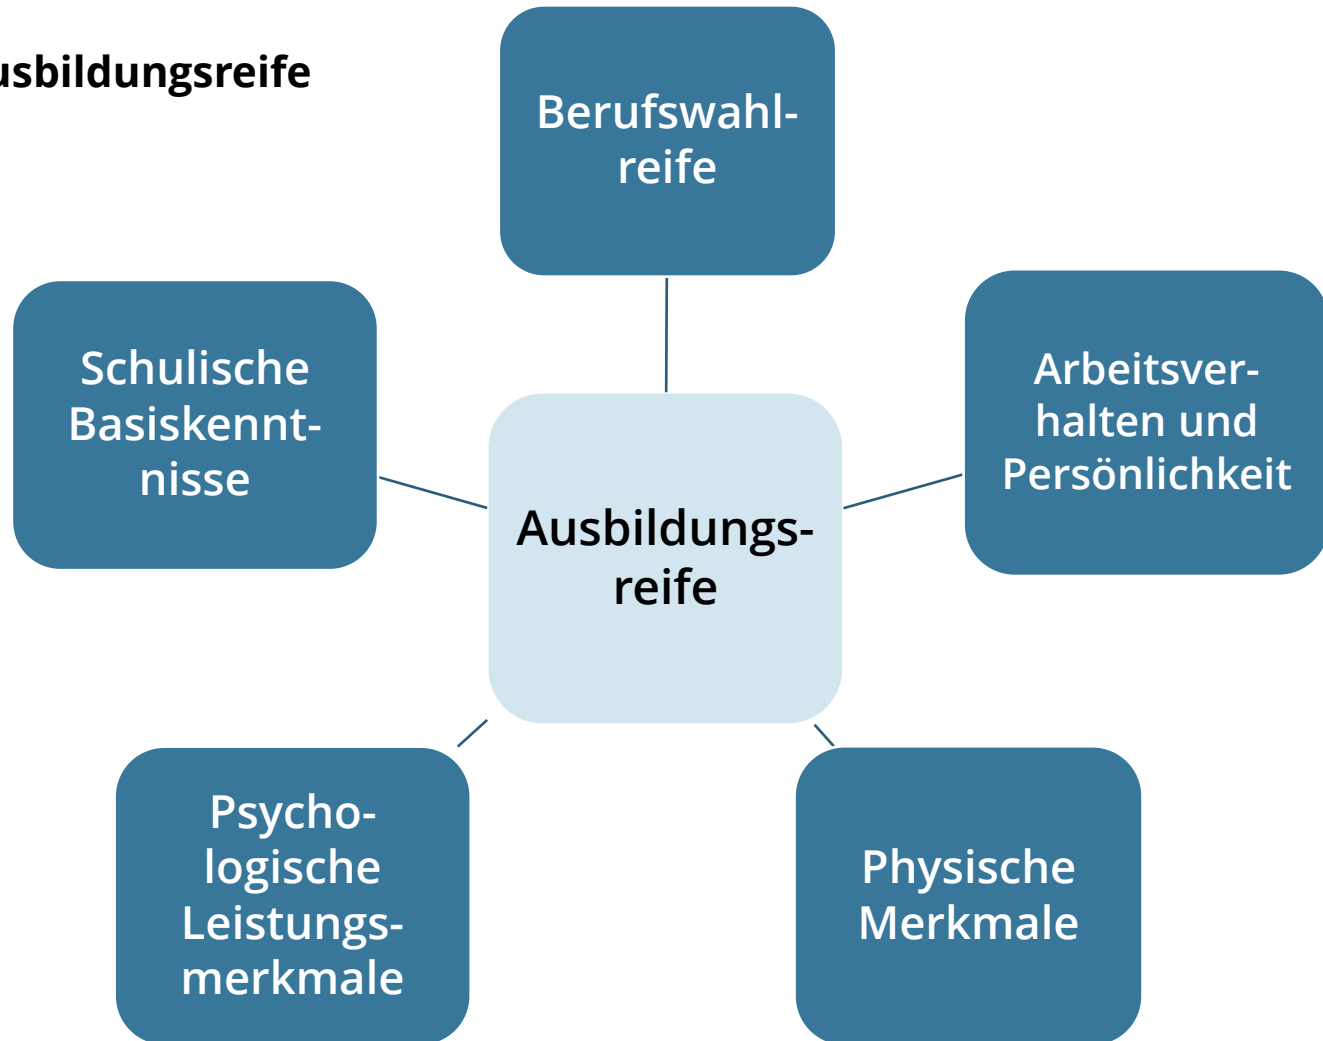 usbildungsreife
Berufswahl-
reife
Schulische
Basiskennt-
nisse
Arbeitsver-
halten und
Persönlichkeit
Ausbildungs-
reife
Psycho-
logische
Leistungs-
merkmale
Physische
Merkmale